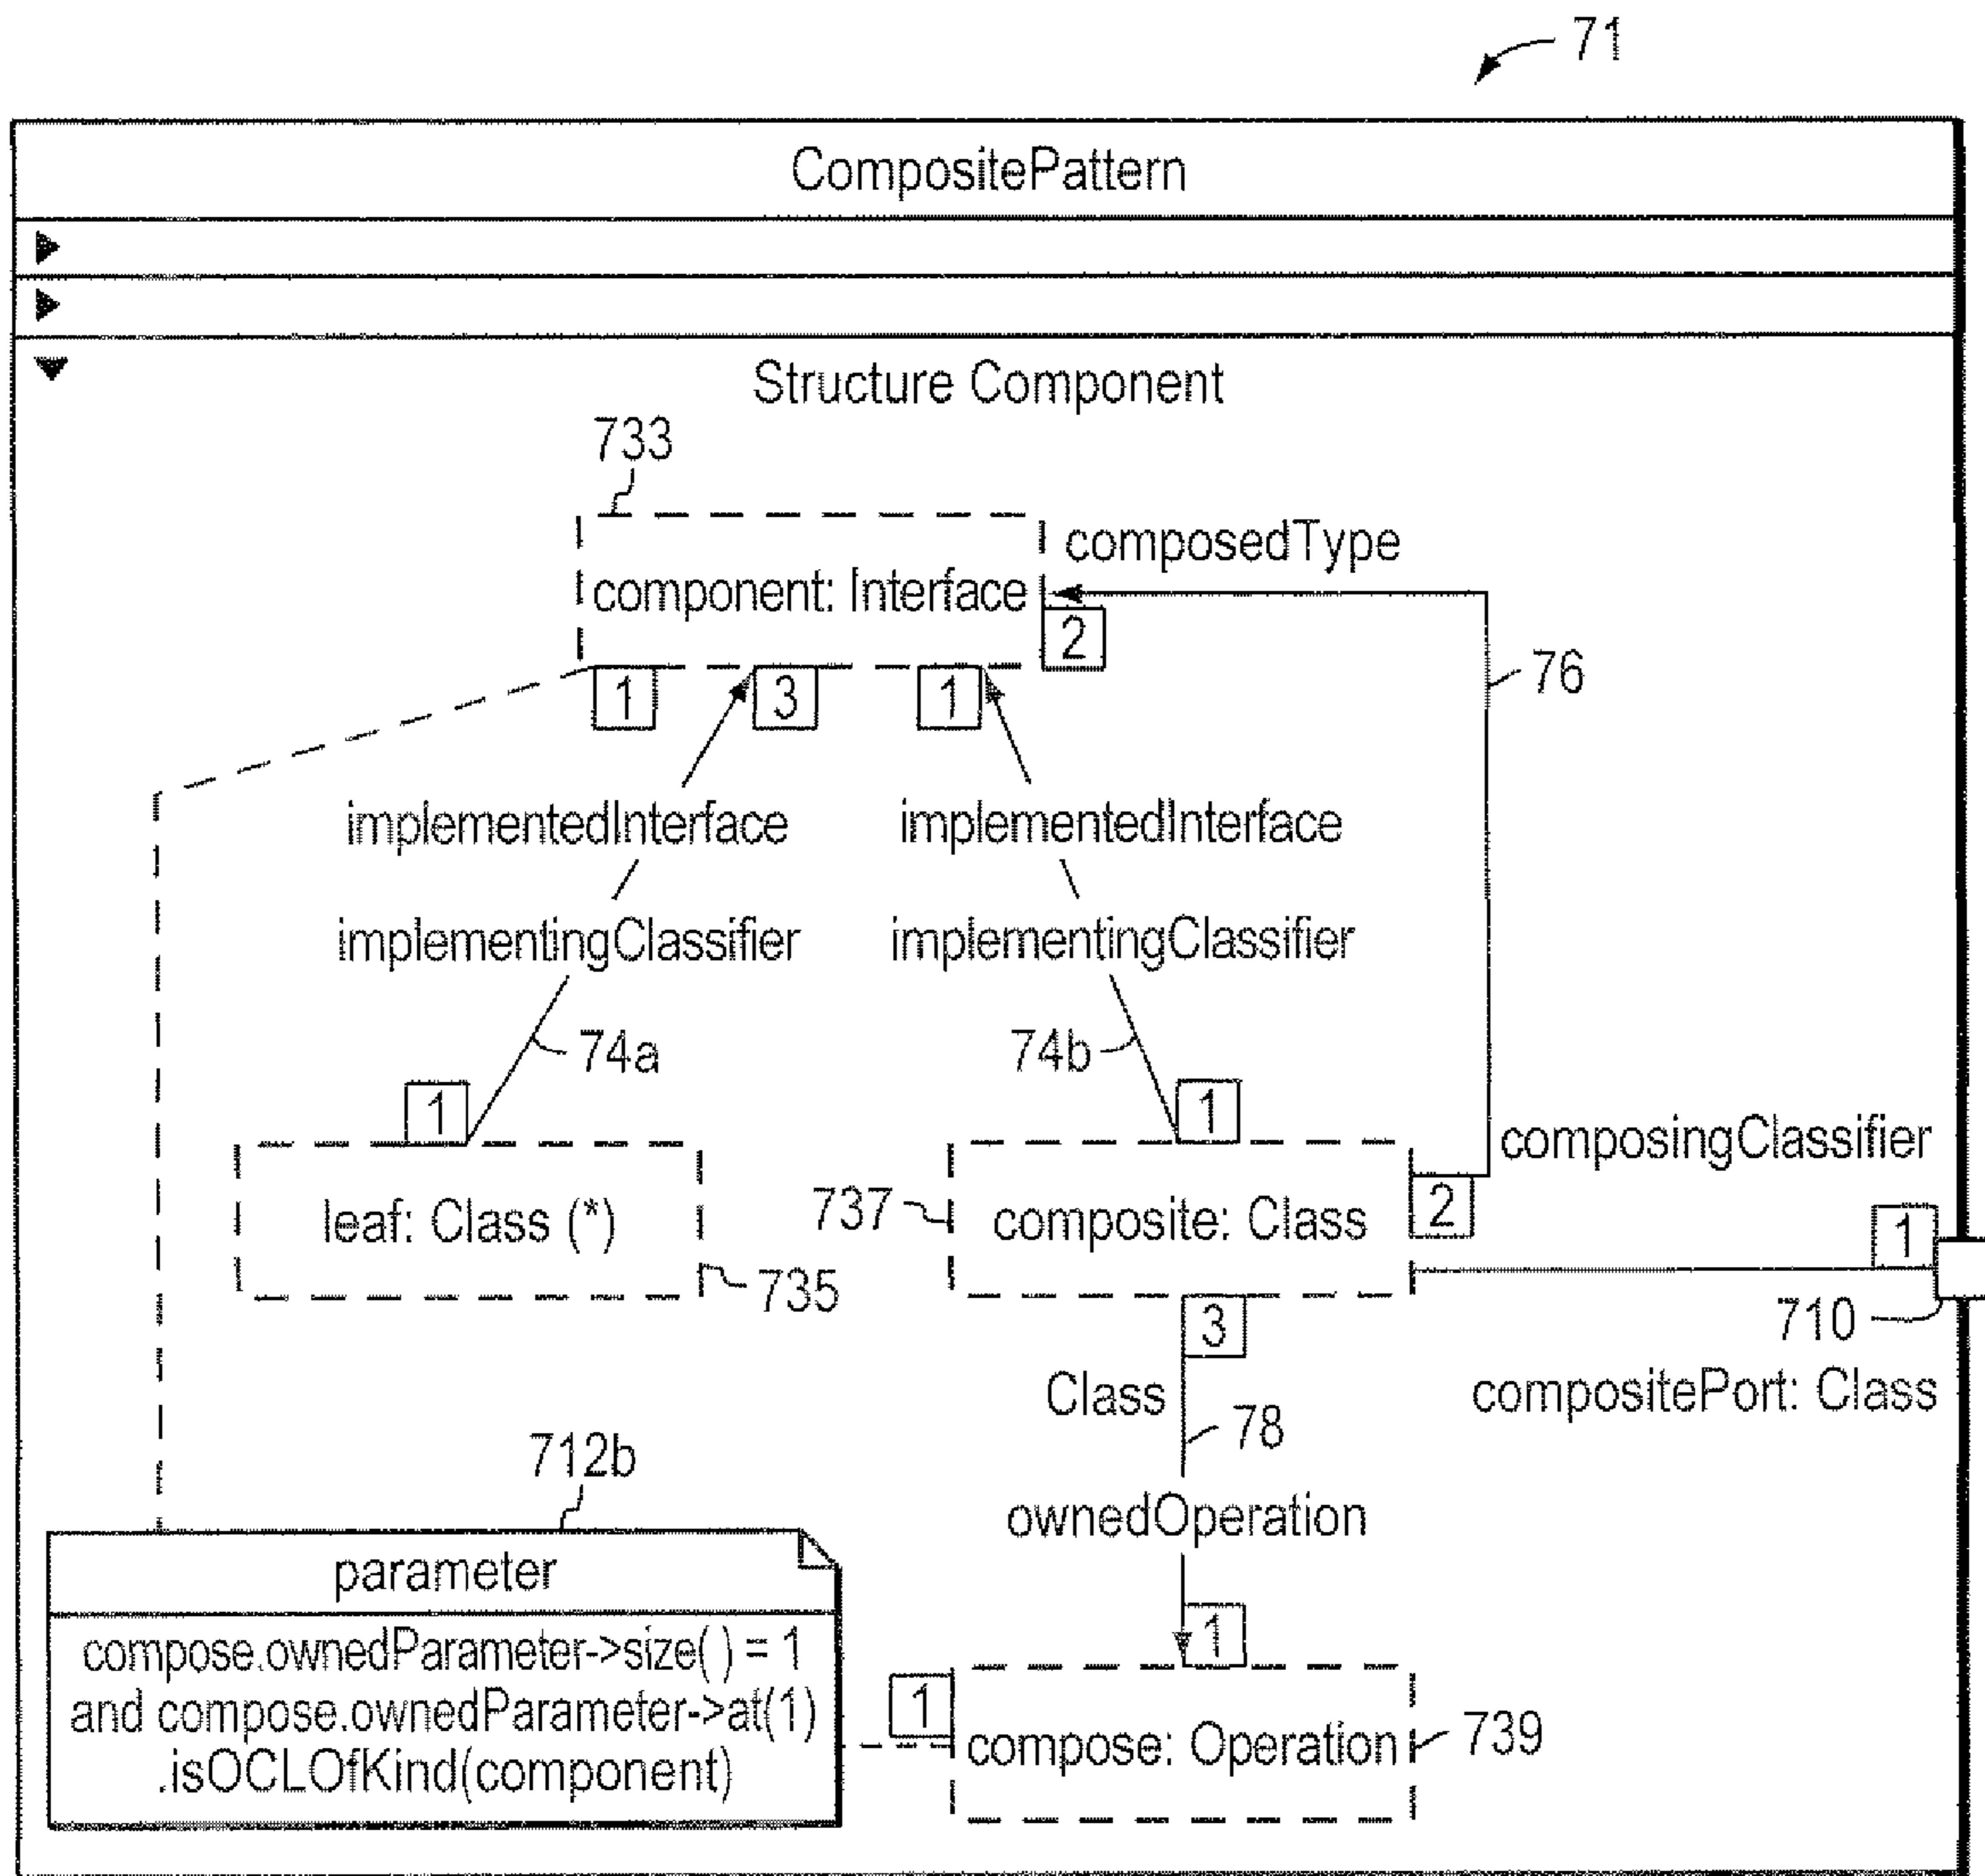 71
CompositePattern
Structure Component
733
composedType
component: Interface
2
1 3 1
76
implementedInterface implementedInterface
implementingClassifier implementingClassifier
74a 74b
1 1
composingClassifier
leaf: Class (*) 737 composite: Class 2
1
735
3 710
Class compositePort: Class
78
712b
ownedOperation
parameter
1
compose.ownedParameter->size( ) = 1
and compose.ownedParameter->at(1)
.isOCLOfKind(component)
1
compose: Operation 739